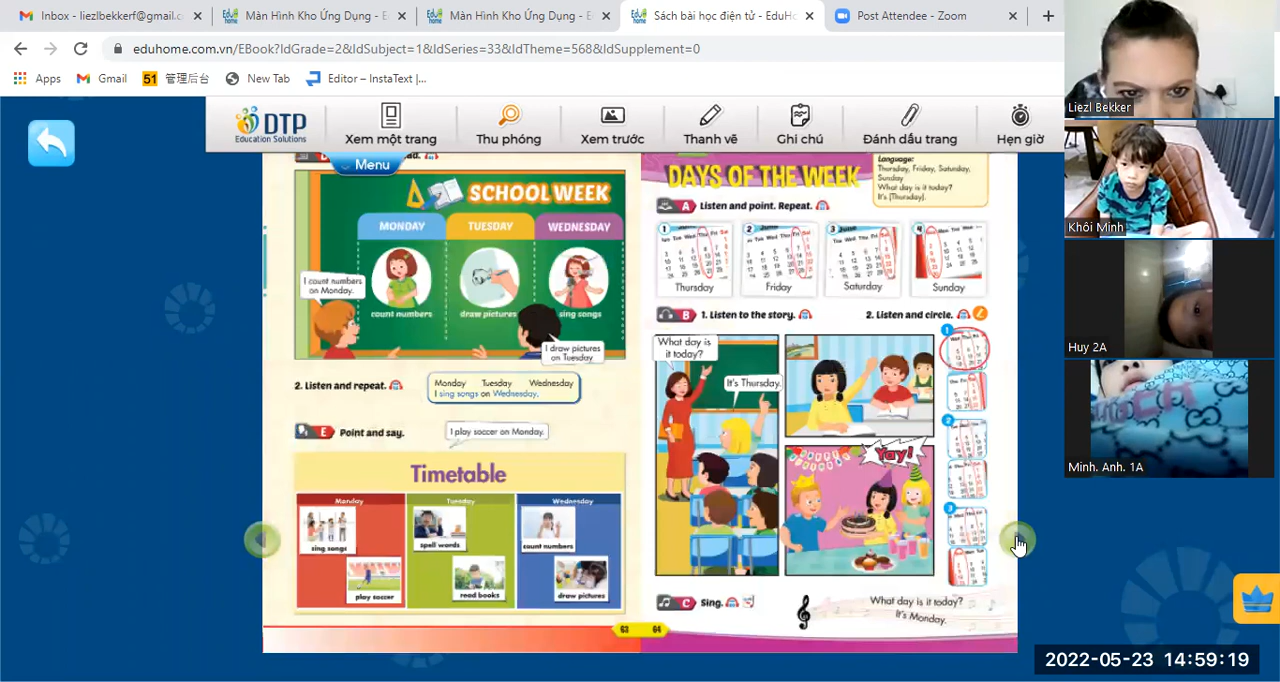 Inbox - liezlbekkerf@gmail.c
Màn Hình Kho Ứng Dụng - E
Màn Hình Kho Ứng Dụng - E
Sách bài học điện tử - EduHo
Post Attendee - Zoom
eduhome.com.vn/EBook?IdGrade=2&IdSubject=1&IdSeries=33&IdTheme=568&IdSupplement=0
Apps
Gmail
51 管理后台
New Tab
Editor – InstaText |...
DTP
Education Solutions
Xem một trang
Thu phóng
Xem trước
Thanh vẽ
Ghi chú
Đánh dấu trang
Hẹn giờ
Menu
SCHOOL WEEK
MONDAY TUESDAY WEDNESDAY
I count numbers
on Monday.
count numbers draw pictures sing songs
I draw pictures
on Tuesday
2. Listen and repeat.
Monday Tuesday Wednesday
I sing songs on Wednesday.
E Point and say.
I play soccer on Monday.
Timetable
Monday Tuesday Wednesday
sing songs spell words count numbers
play soccer read books draw pictures
63 64
DAYS OF THE WEEK
Language:
Thursday, Friday, Saturday,
Sunday
What day is it today?
It's [Thursday].
A Listen and point. Repeat.
1 2 3 4
Thursday Friday Saturday Sunday
B 1. Listen to the story. 2. Listen and circle.
What day is
it today?
It's Thursday.
Yay!
1
2
3
C Sing.
What day is it today?
It's Monday.
Liezl Bekker
Khôi Minh
Huy 2A
Minh. Anh. 1A
2022-05-23 14:59:19